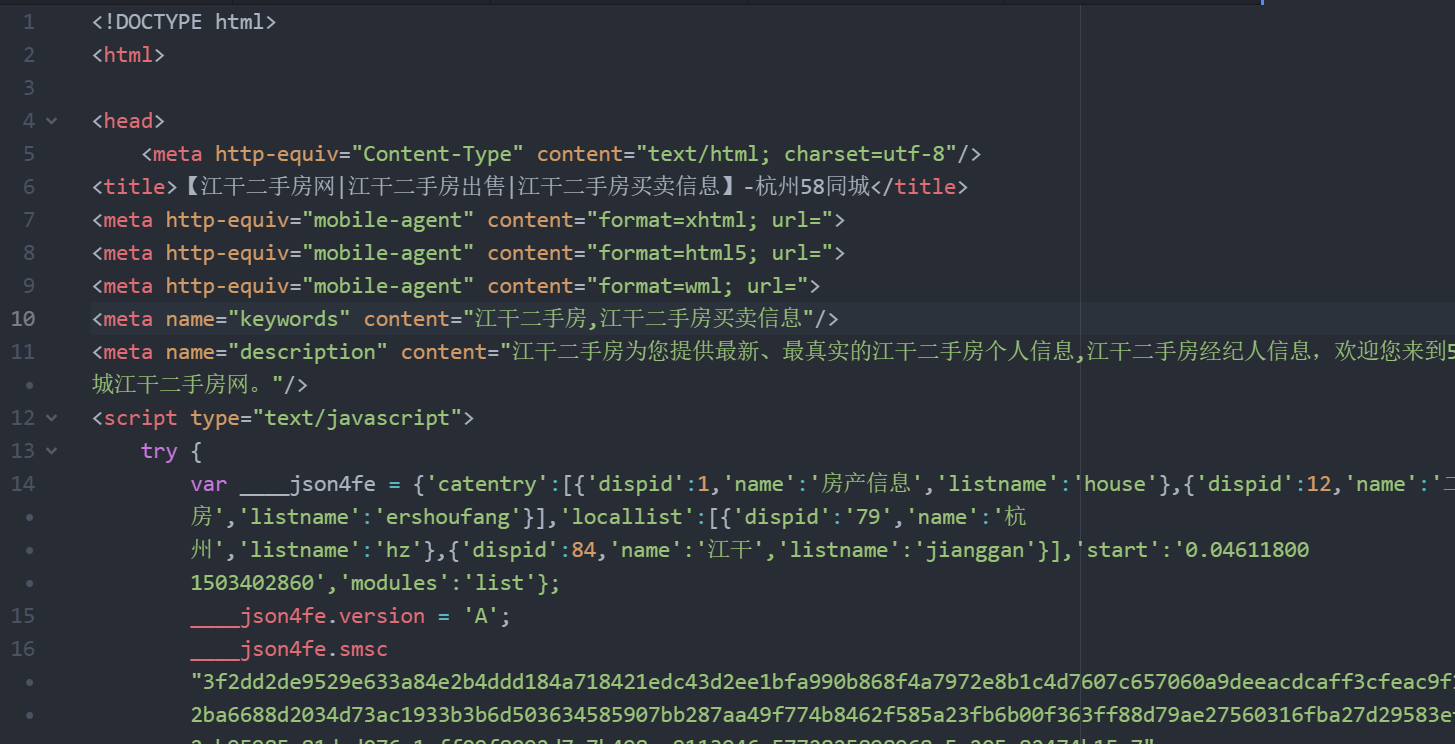 1 <!DOCTYPE html>
2 <html>
3
4 <head>
5 <meta http-equiv="Content-Type" content="text/html; charset=utf-8"/>
6 <title>【江干二手房网|江干二手房出售|江干二手房买卖信息】-杭州58同城</title>
7 <meta http-equiv="mobile-agent" content="format=xhtml; url=">
8 <meta http-equiv="mobile-agent" content="format=html5; url=">
9 <meta http-equiv="mobile-agent" content="format=wml; url=">
10 <meta name="keywords" content="江干二手房,江干二手房买卖信息"/>
11 <meta name="description" content="江干二手房为您提供最新、最真实的江干二手房个人信息,江干二手房经纪人信息，欢迎您来到5
城江干二手房网。"/>
12 <script type="text/javascript">
13 try {
14 var ____json4fe = {'catentry':[{'dispid':1,'name':'房产信息','listname':'house'},{'dispid':12,'name':'二
房','listname':'ershoufang'}],'locallist':[{'dispid':'79','name':'杭
州','listname':'hz'},{'dispid':84,'name':'江干','listname':'jianggan'}],'start':'0.04611800
1503402860','modules':'list'};
15 ____json4fe.version = 'A';
16 ____json4fe.smsc
"3f2dd2de9529e633a84e2b4ddd184a718421edc43d2ee1bfa990b868f4a7972e8b1c4d7607c657060a9deeacdcaff3cfeac9f
2ba6688d2034d73ac1933b3b6d503634585907bb287aa49f774b8462f585a23fb6b00f363ff88d79ae27560316fba27d29583e